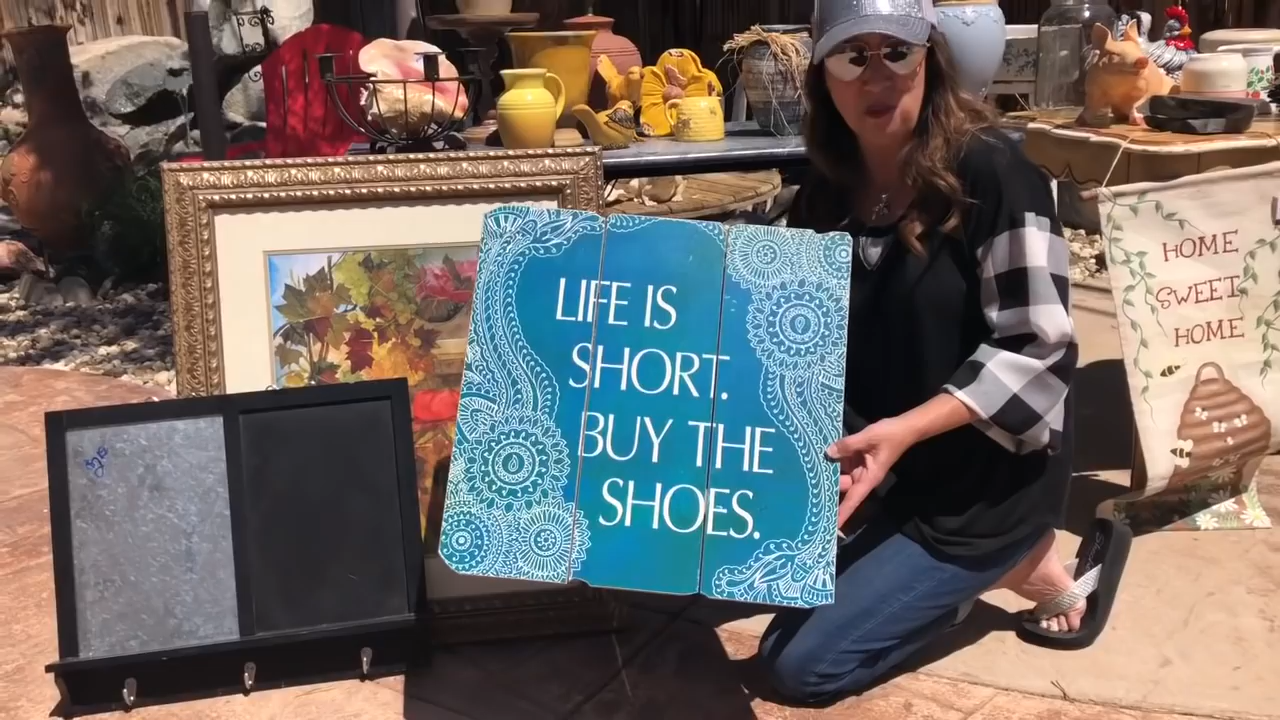 LIFE IS
SHORT.
BUY THE
SHOES.
HOME
SWEET
HOME